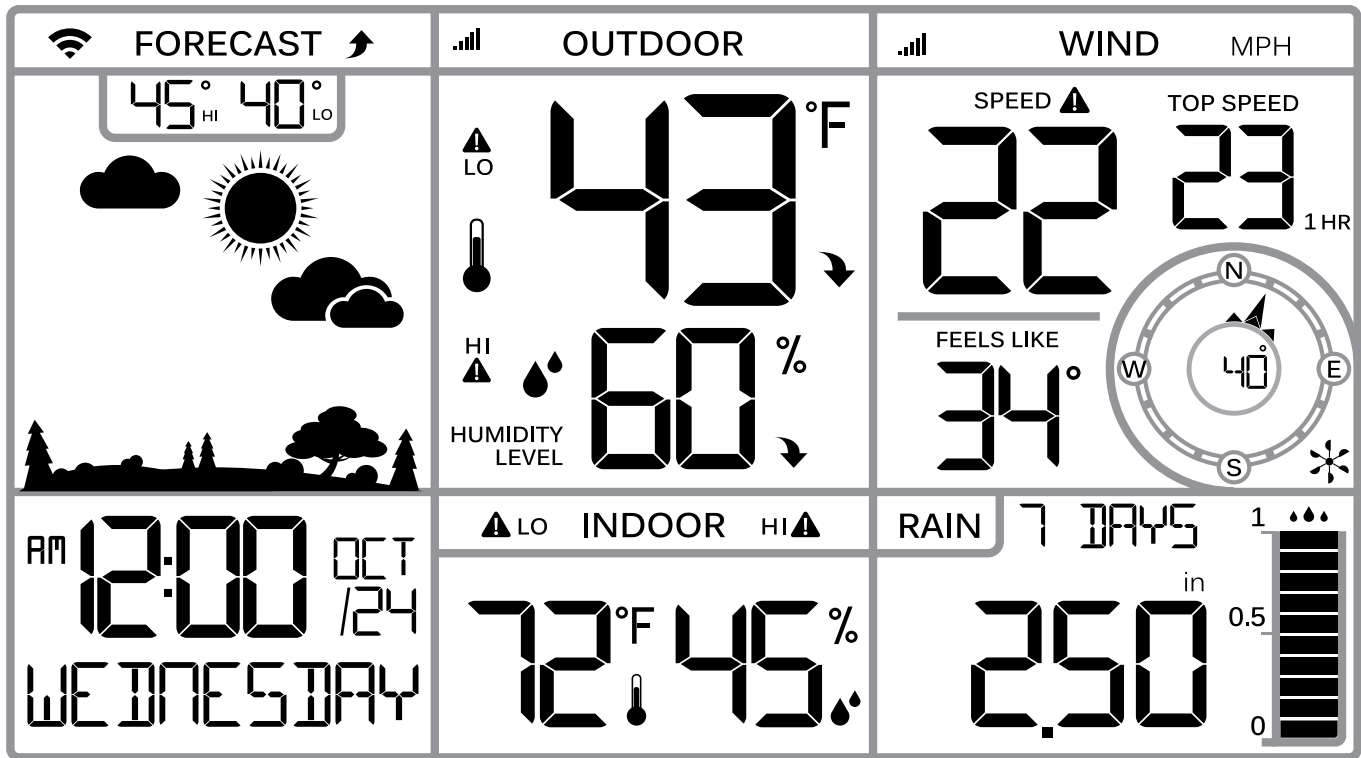 FORECAST
45° HI 40° LO
OUTDOOR
LO
43 °F
HI
60 %
HUMIDITY
LEVEL
WIND MPH
SPEED
22
TOP SPEED
23 1 HR
FEELS LIKE
34°
N
W 40° E
S
AM 12:00 OCT
/24
WEDNESDAY
LO INDOOR HI
72 °F 45 %
RAIN 7 DAYS
in
2.50
1
0.5
0